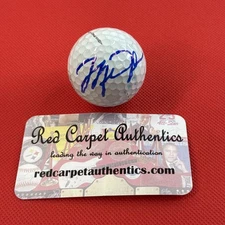 Red Carpet Authentics
leading the way in authentication
redcarpetauthentics.com